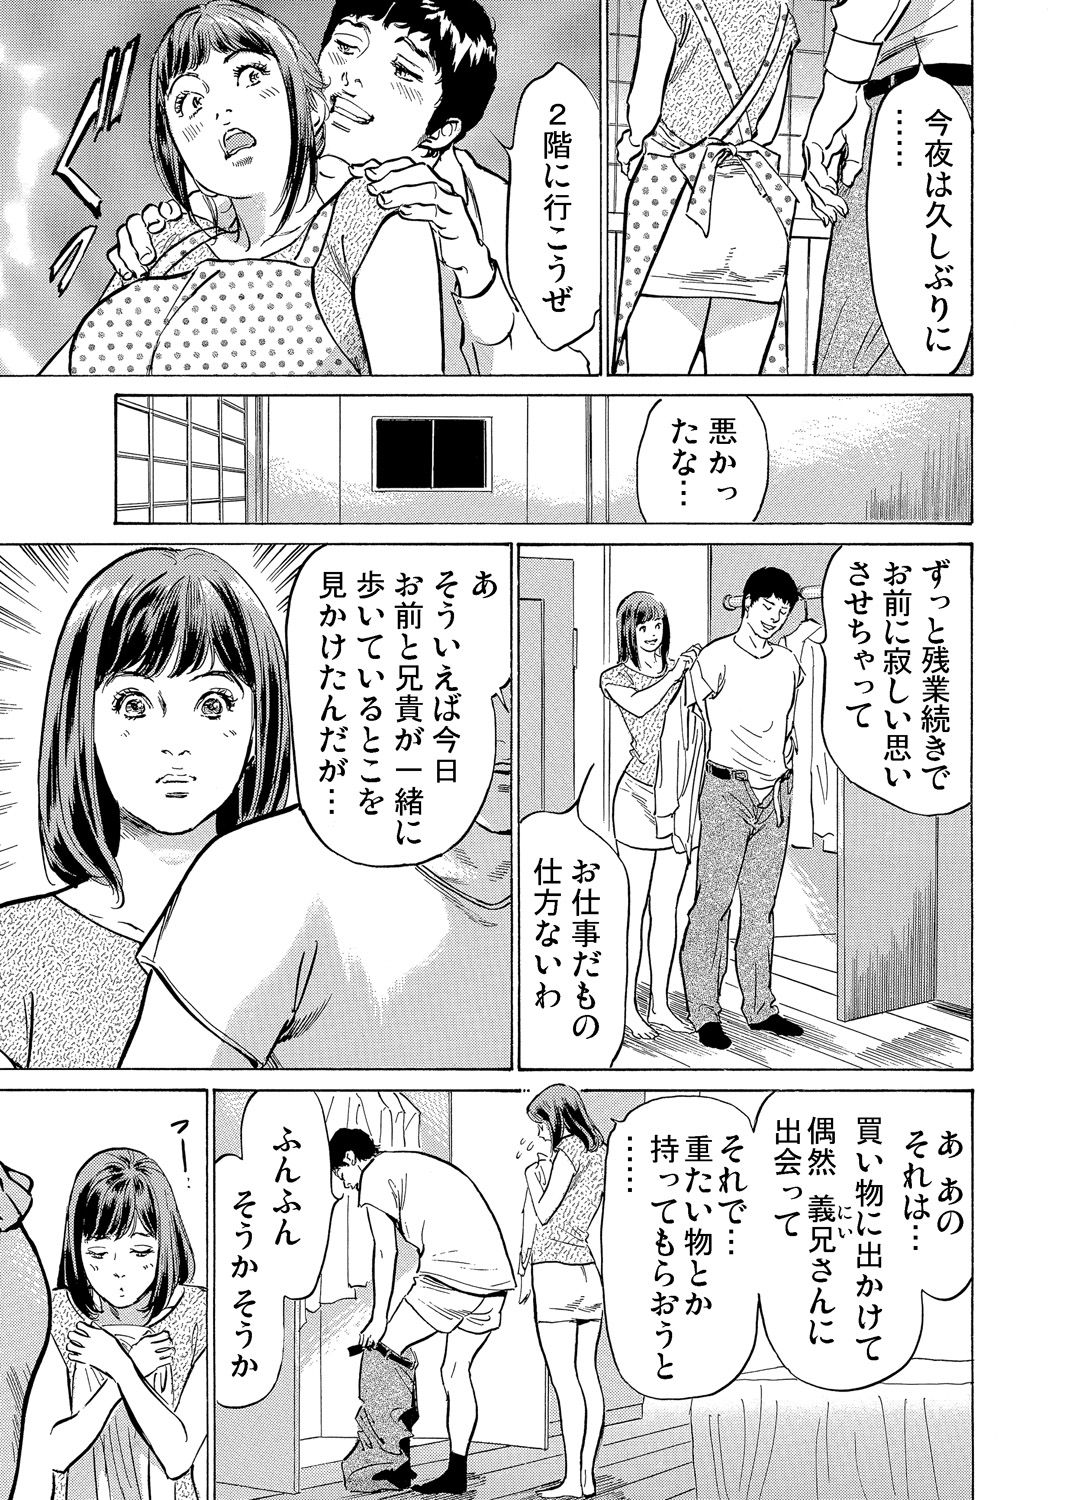 今夜は久しぶりに
……
２階に行こうぜ
悪かっ
たな…
ずっと残業続きで
お前に寂しい思い
させちゃって
お仕事だもの
仕方ないわ
あ
そういえば今日
お前と兄貴が一緒に
歩いているとこを
見かけたんだが…
あ あの
それは…
買い物に出かけて
偶然 義兄さんに
にい
出会って
それで…
重たい物とか
持ってもらおうと
……
ふんふん
そうか そうか